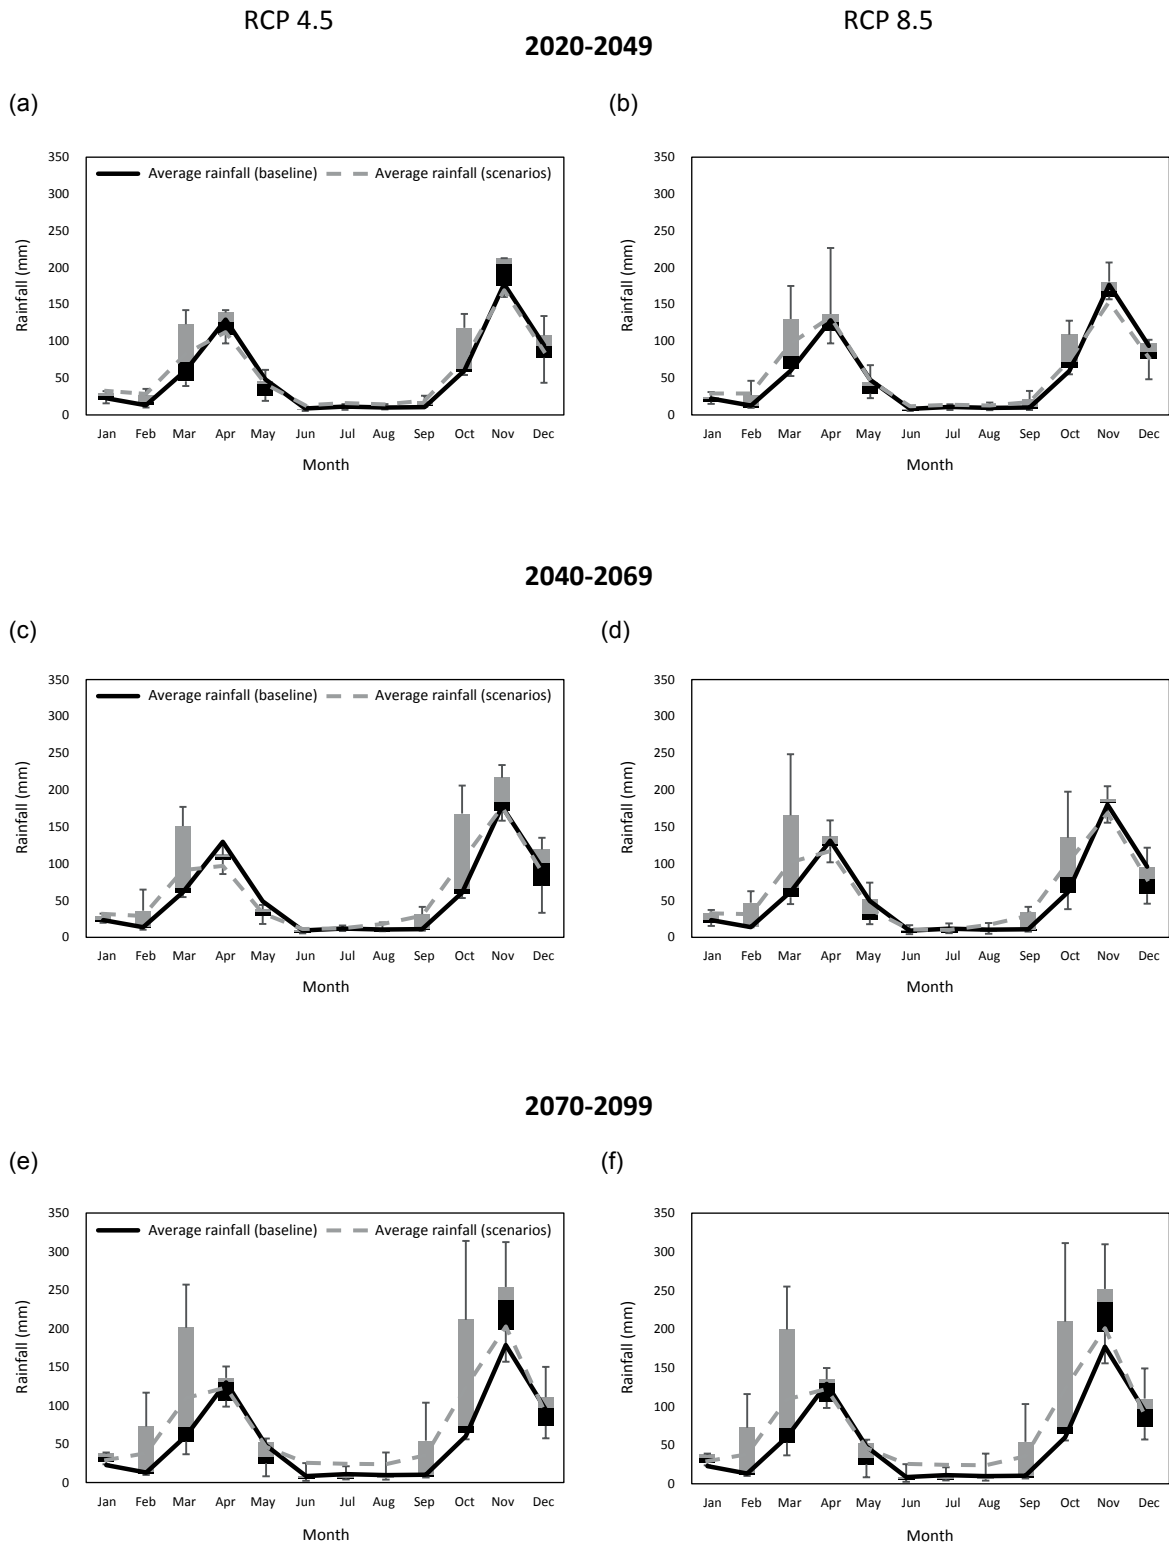 RCP 4.5 RCP 8.5
2020-2049
(a) (b)
350 350
Average rainfall (baseline) Average rainfall (scenarios)
300 300
250 250
200 200
150 150
100 100
50 50
0 0
Rainfall (mm) Rainfall (mm)
Jan Feb Mar Apr May Jun Jul Aug Sep Oct Nov Dec Jan Feb Mar Apr May Jun Jul Aug Sep Oct Nov Dec
Month Month
2040-2069
(c) (d)
350 350
Average rainfall (baseline) Average rainfall (scenarios)
300 300
250 250
200 200
150 150
100 100
50 50
0 0
Rainfall (mm) Rainfall (mm)
Jan Feb Mar Apr May Jun Jul Aug Sep Oct Nov Dec Jan Feb Mar Apr May Jun Jul Aug Sep Oct Nov Dec
Month Month
2070-2099
(e) (f)
350 350
Average rainfall (baseline) Average rainfall (scenarios)
300 300
250 250
200 200
150 150
100 100
50 50
0 0
Rainfall (mm) Rainfall (mm)
Jan Feb Mar Apr May Jun Jul Aug Sep Oct Nov Dec Jan Feb Mar Apr May Jun Jul Aug Sep Oct Nov Dec
Month Month